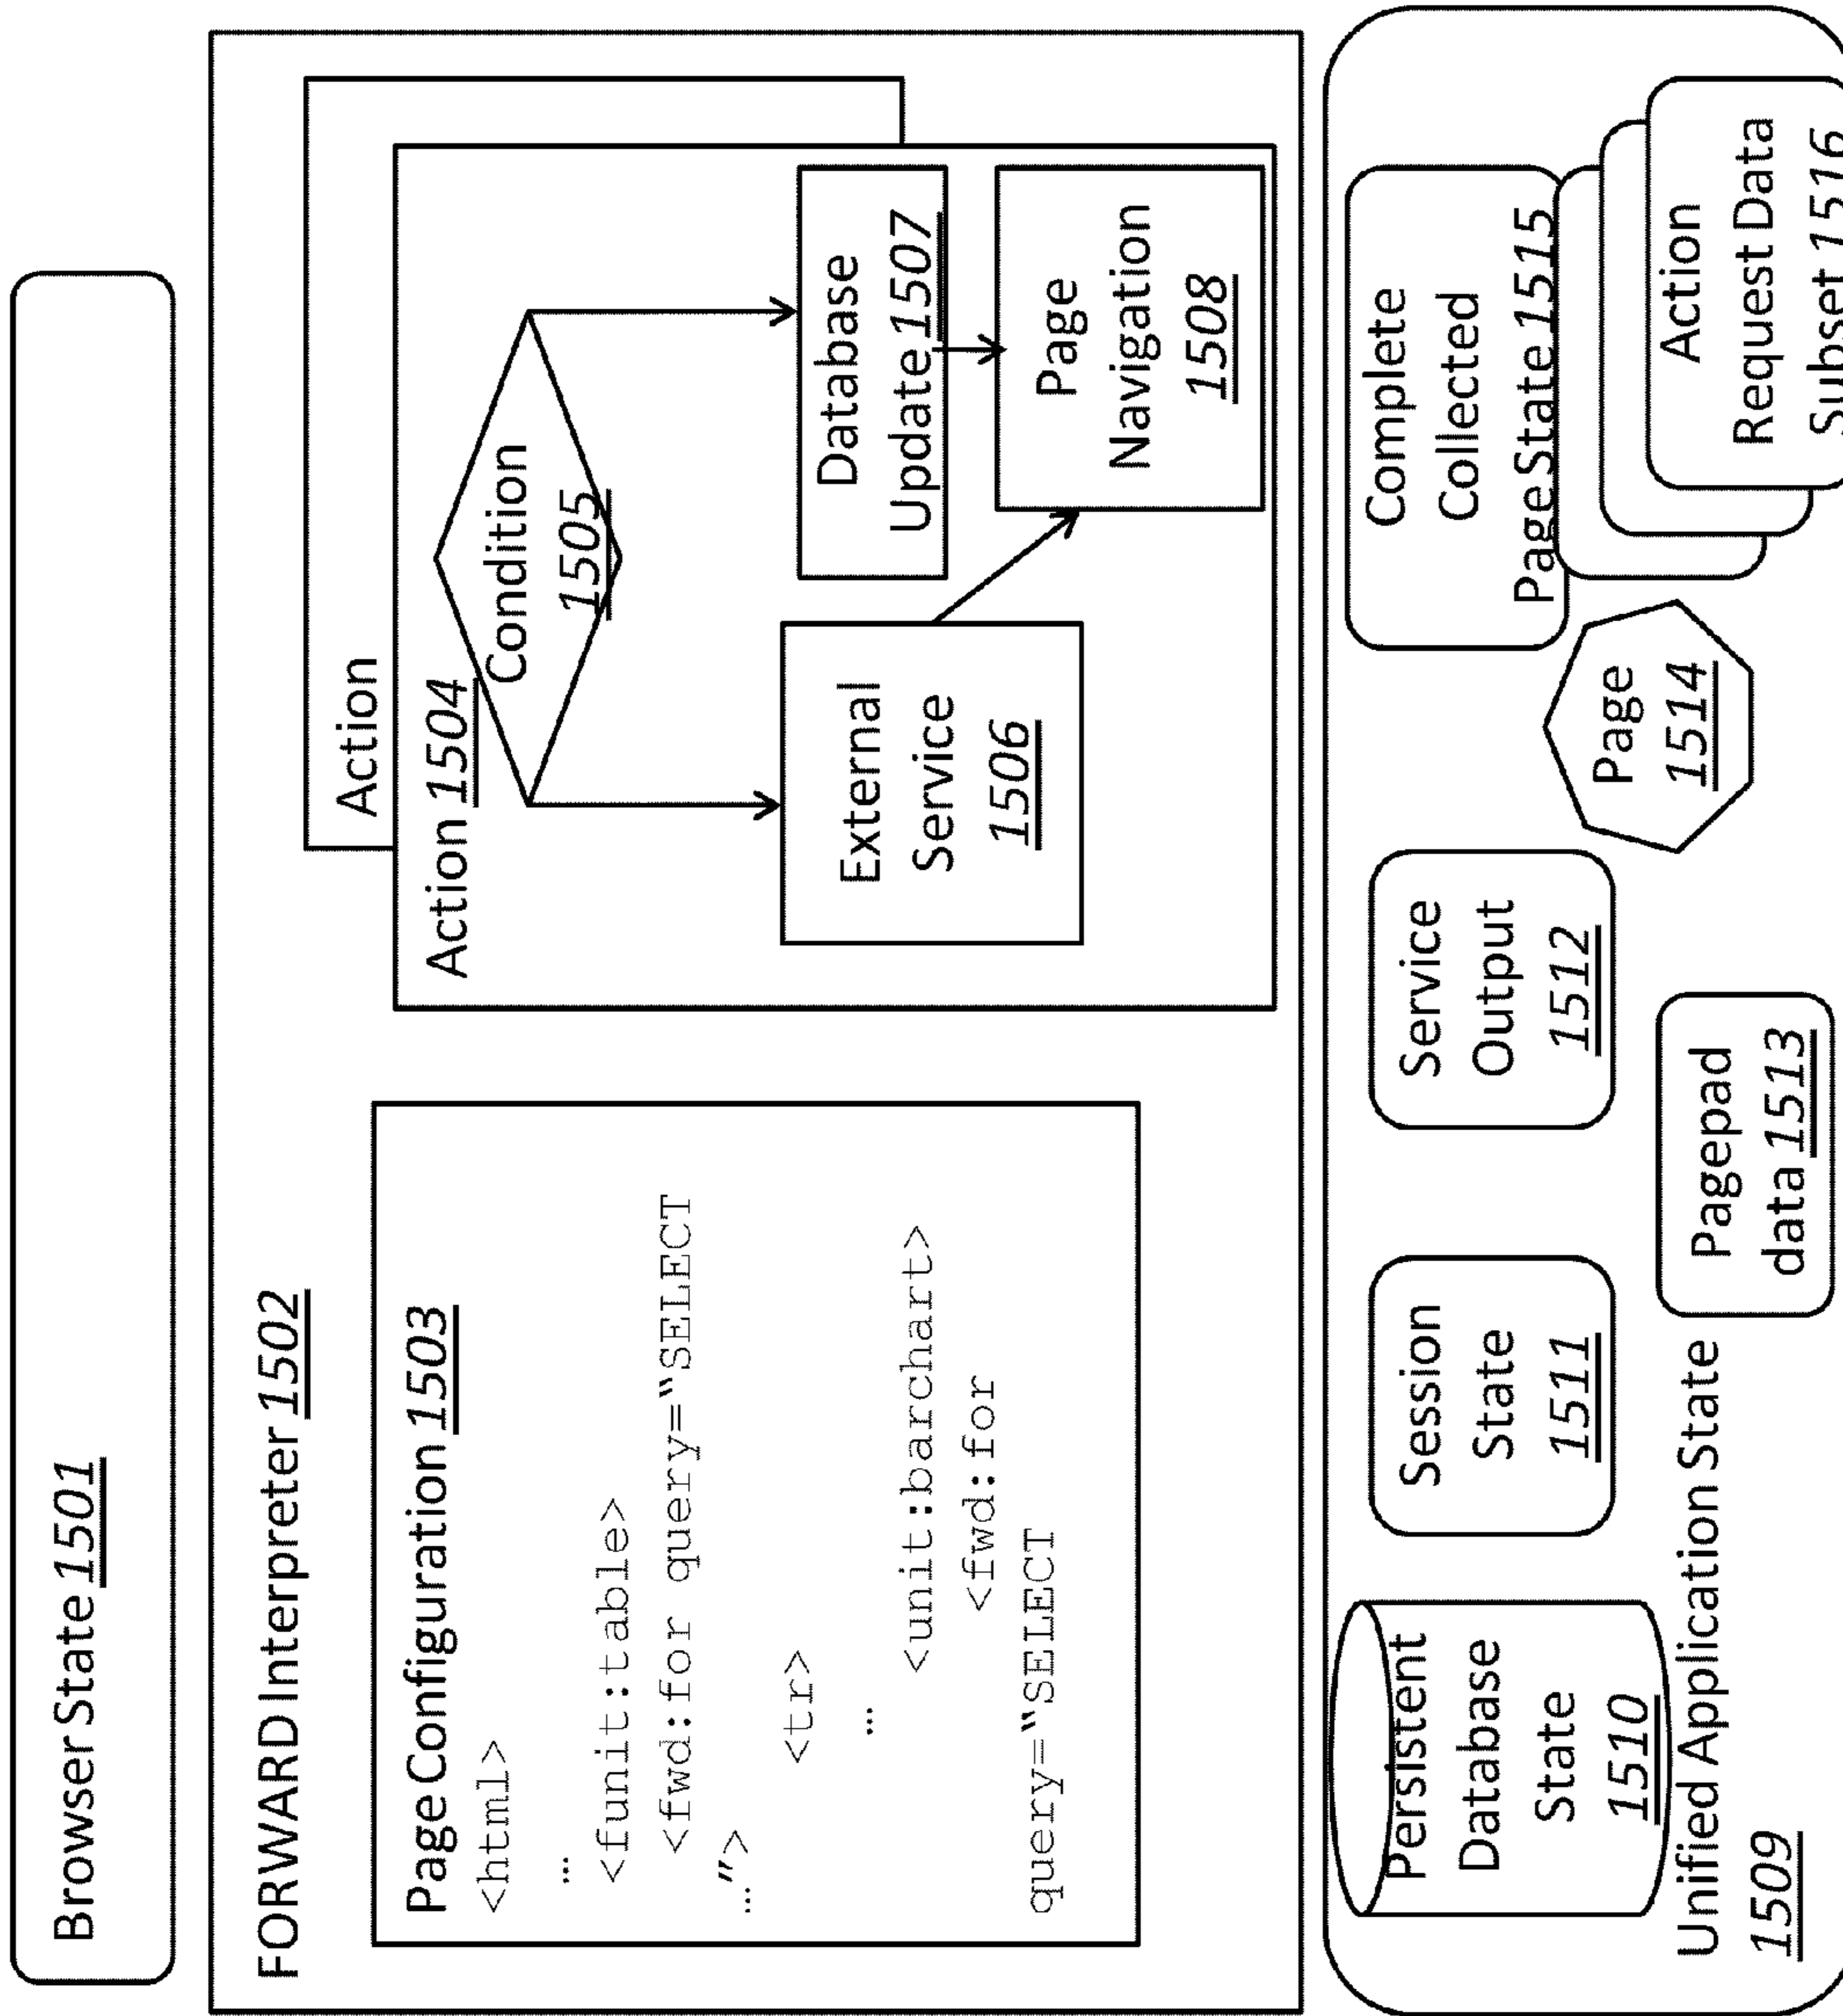 Browser State 1501
FORWARD Interpreter 1502
Page Configuration 1503
<html>
...
<funit:table>
<fwd:for query="SELECT
...">
<tr>
...
<unit:barchart>
<fwd:for
query="SELECT
Action
Action 1504
Condition
1505
External
Service
1506
Database
Update 1507
Page
Navigation
1508
Persistent
Database
State
1510
Session
State
1511
Service
Output
1512
Pagepad
data 1513
Page
1514
Complete
Collected
Page State 1515
Action
Request Data
Subset 1516
Unified Application State
1509